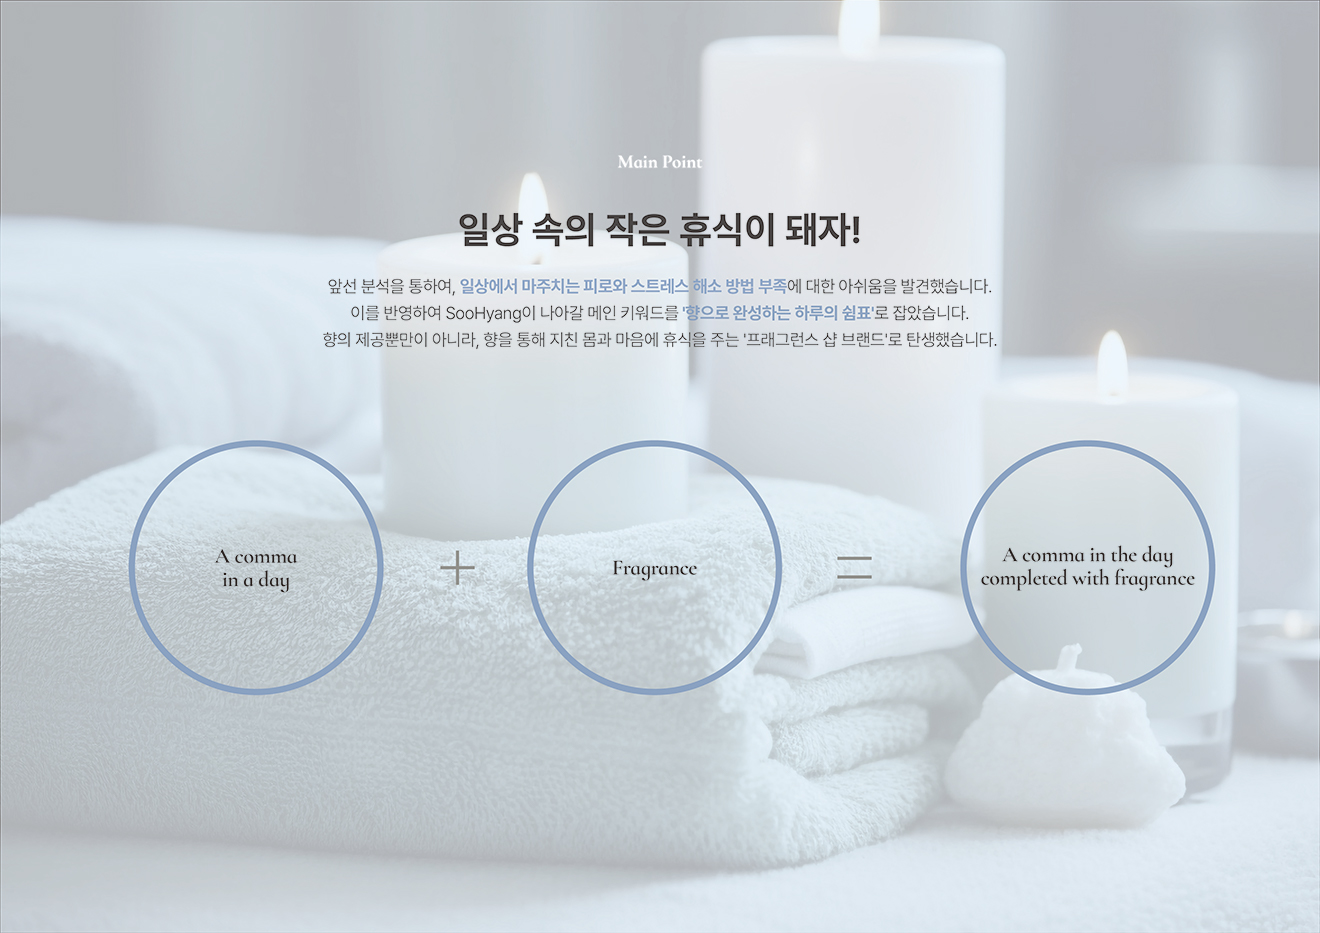 Main Point
일상 속의 작은 휴식이 돼자!
앞선 분석을 통하여, 일상에서 마주치는 피로와 스트레스 해소 방법 부족에 대한 아쉬움을 발견했습니다.
이를 반영하여 SooHyang이 나아갈 메인 키워드를 '향으로 완성하는 하루의 쉼표'로 잡았습니다.
향의 제공뿐만이 아니라, 향을 통해 지친 몸과 마음에 휴식을 주는 '프래그런스 샵 브랜드'로 탄생했습니다.
A comma
in a day
+
Fragrance
=
A comma in the day
completed with fragrance